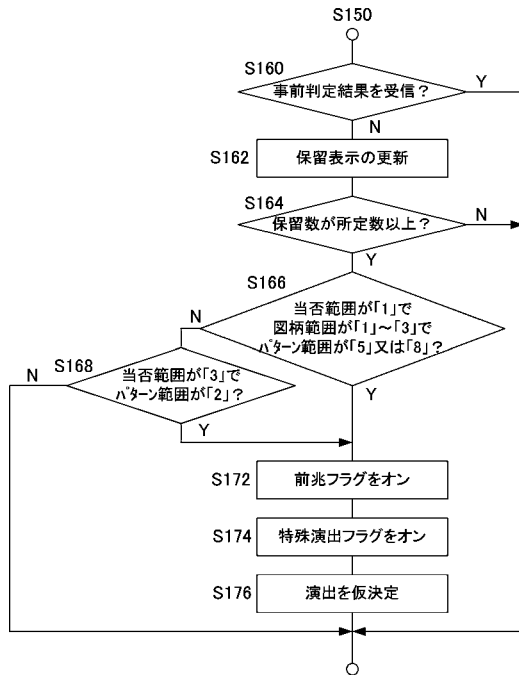 S150
S160
事前判定結果を受信？
Y
N
S162
保留表示の更新
S164
保留数が所定数以上？
N
Y
S166
当否範囲が「1」で
図柄範囲が「1」～「3」で
パターン範囲が「5」又は「8」？
N
Y
S168
当否範囲が「3」で
パターン範囲が「2」？
N
Y
S172
前兆フラグをオン
S174
特殊演出フラグをオン
S176
演出を仮決定